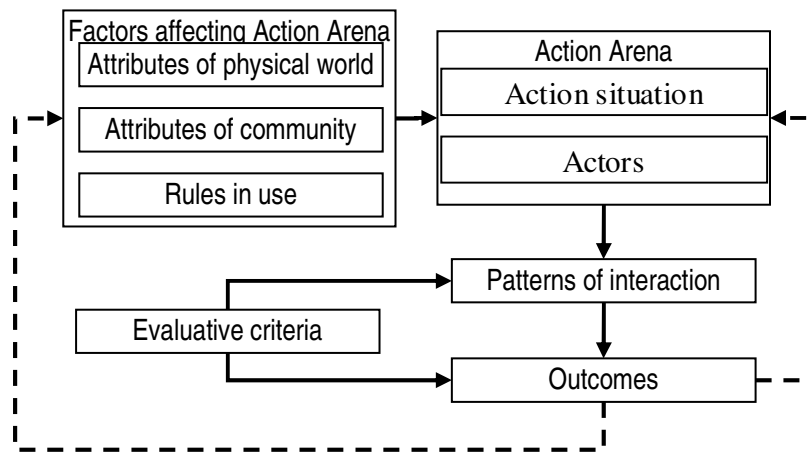 Factors affecting Action Arena
Attributes of physical world
Attributes of community
Rules in use
Action Arena
Action situation
Actors
Patterns of interaction
Evaluative criteria
Outcomes